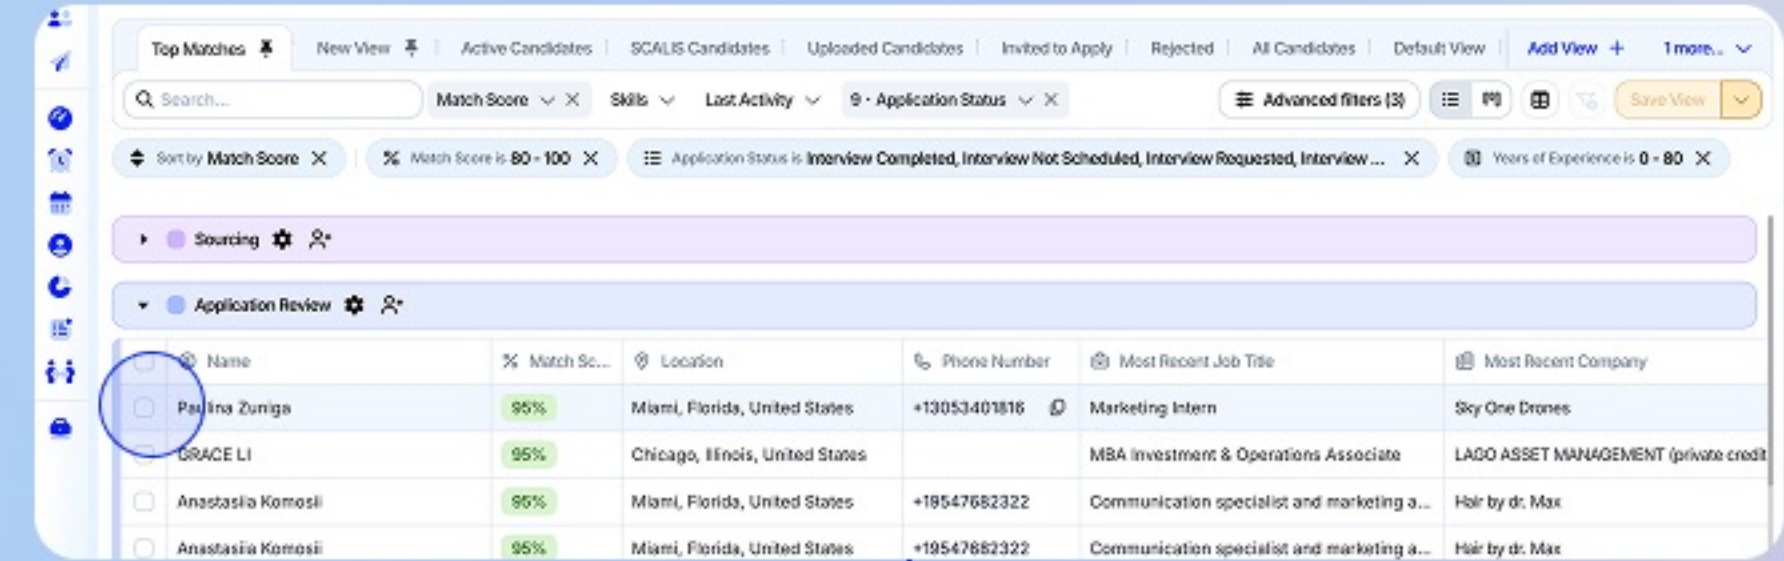 Top Matches New View Active Candidates SCALIS Candidates Uploaded Candidates Invited to Apply Rejected All Candidates Default View Add View + 1 more...
Search... Match Score Skills Last Activity 9 · Application Status Advanced filters (3) Save View
Sort by Match Score Match Score is 80 - 100 Application Status is Interview Completed, Interview Not Scheduled, Interview Requested, Interview ... Years of Experience is 0 - 80
Sourcing
Application Review
Name Match Sc... Location Phone Number Most Recent Job Title Most Recent Company
Paulina Zuniga 95% Miami, Florida, United States +13053401816 Marketing Intern Sky One Drones
GRACE LI 95% Chicago, Illinois, United States MBA Investment & Operations Associate LAGO ASSET MANAGEMENT (private credit
Anastasiia Komosii 95% Miami, Florida, United States +19547682322 Communication specialist and marketing a... Hair by dr. Max
Anastasiia Komosii 95% Miami, Florida, United States +19547682322 Communication specialist and marketing a... Hair by dr. Max